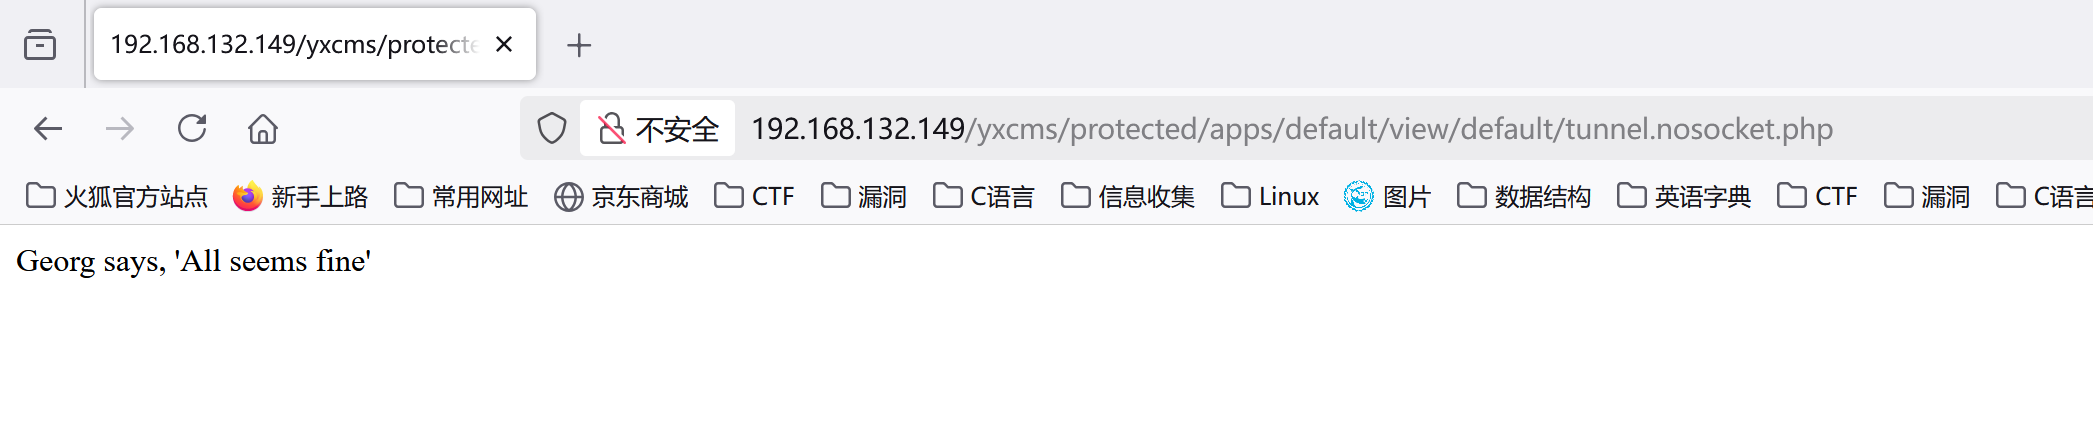 192.168.132.149/yxcms/protecte
不安全 192.168.132.149/yxcms/protected/apps/default/view/default/tunnel.nosocket.php
火狐官方站点 新手上路 常用网址 京东商城 CTF 漏洞 C语言 信息收集 Linux 图片 数据结构 英语字典 CTF 漏洞 C语言
Georg says, 'All seems fine'